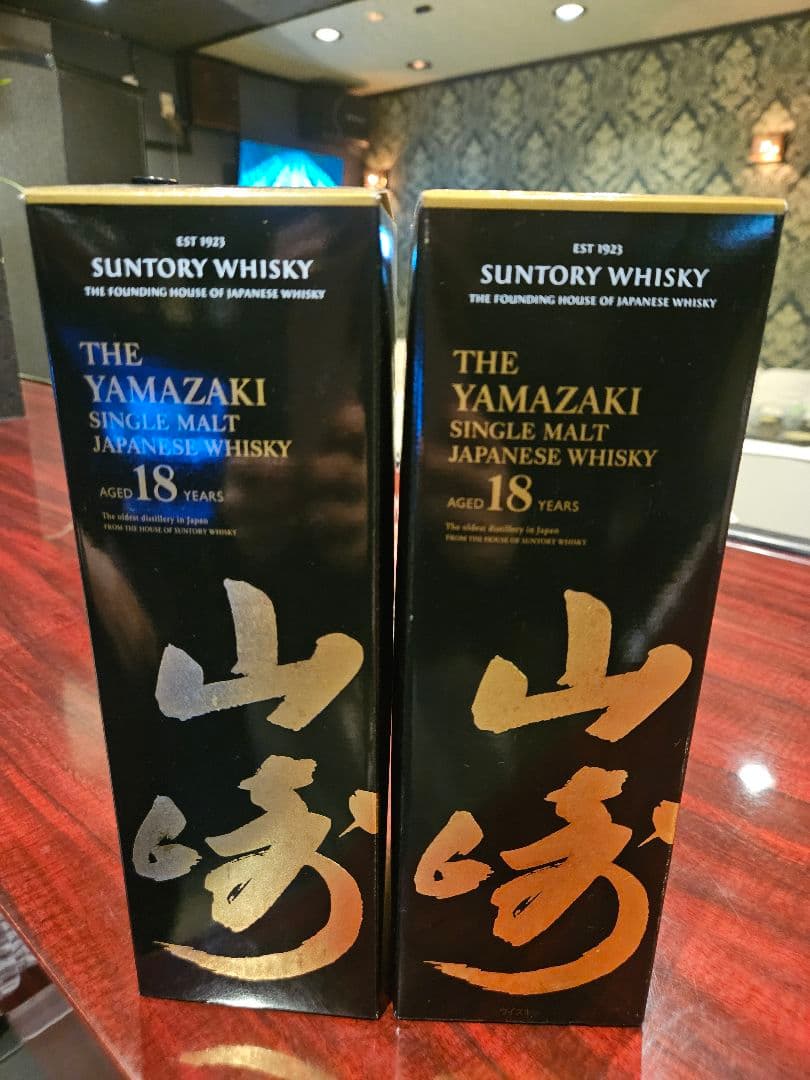 EST 1923
SUNTORY WHISKY
THE FOUNDING HOUSE OF JAPANESE WHISKY
THE
YAMAZAKI
SINGLE MALT
JAPANESE WHISKY
AGED 18 YEARS
The oldest distillery in Japan
FROM THE HOUSE OF SUNTORY WHISKY
山
崎
EST 1923
SUNTORY WHISKY
THE FOUNDING HOUSE OF JAPANESE WHISKY
THE
YAMAZAKI
SINGLE MALT
JAPANESE WHISKY
AGED 18 YEARS
The oldest distillery in Japan
FROM THE HOUSE OF SUNTORY WHISKY
山
崎